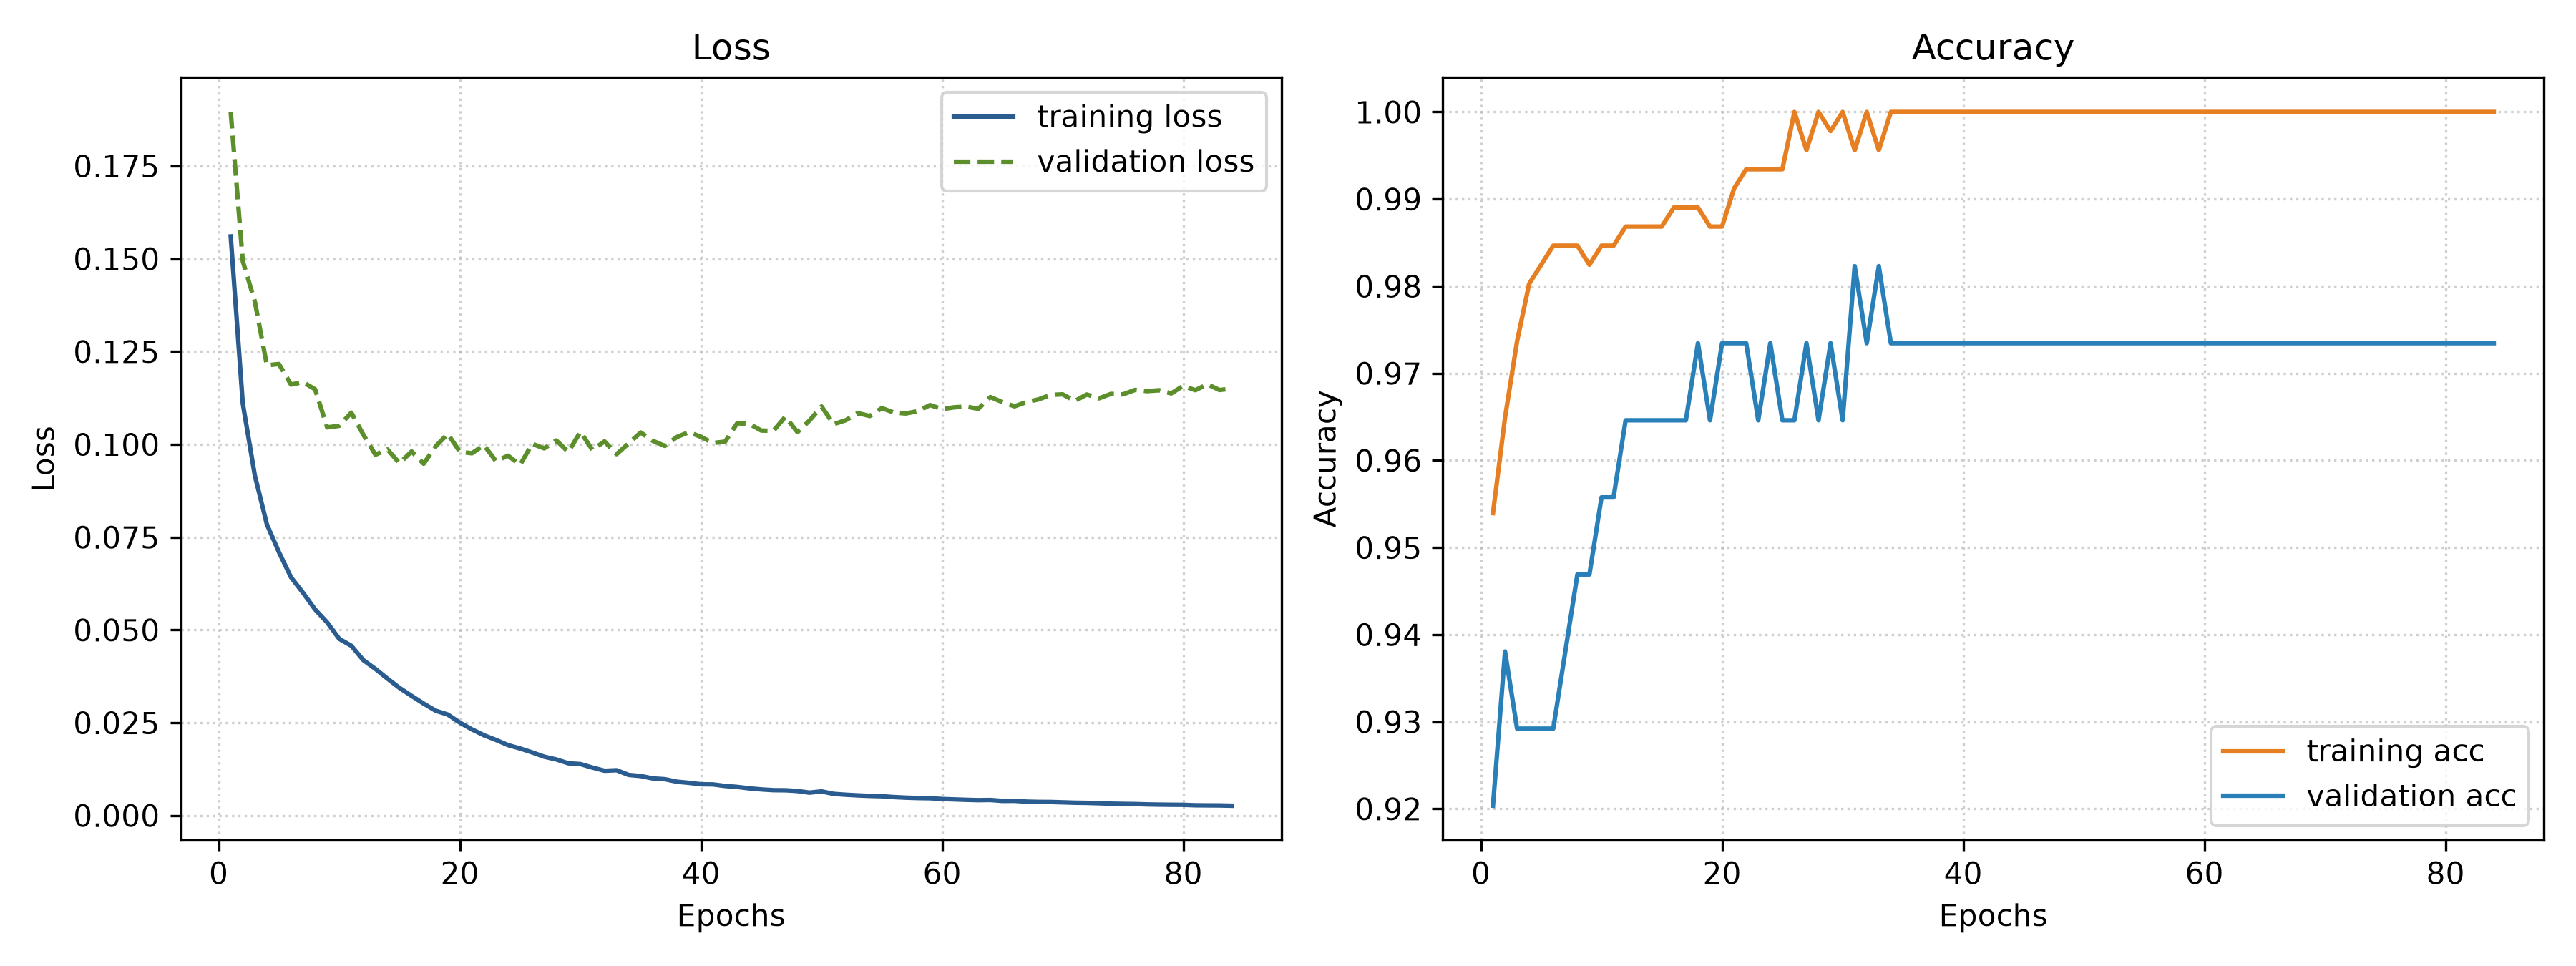 Loss
training loss
validation loss
0.175
0.150
0.125
0.100
0.075
0.050
0.025
0.000
Loss
0
20
40
60
80
Epochs
Accuracy
1.00
0.99
0.98
0.97
0.96
0.95
0.94
0.93
0.92
Accuracy
training acc
validation acc
0
20
40
60
80
Epochs